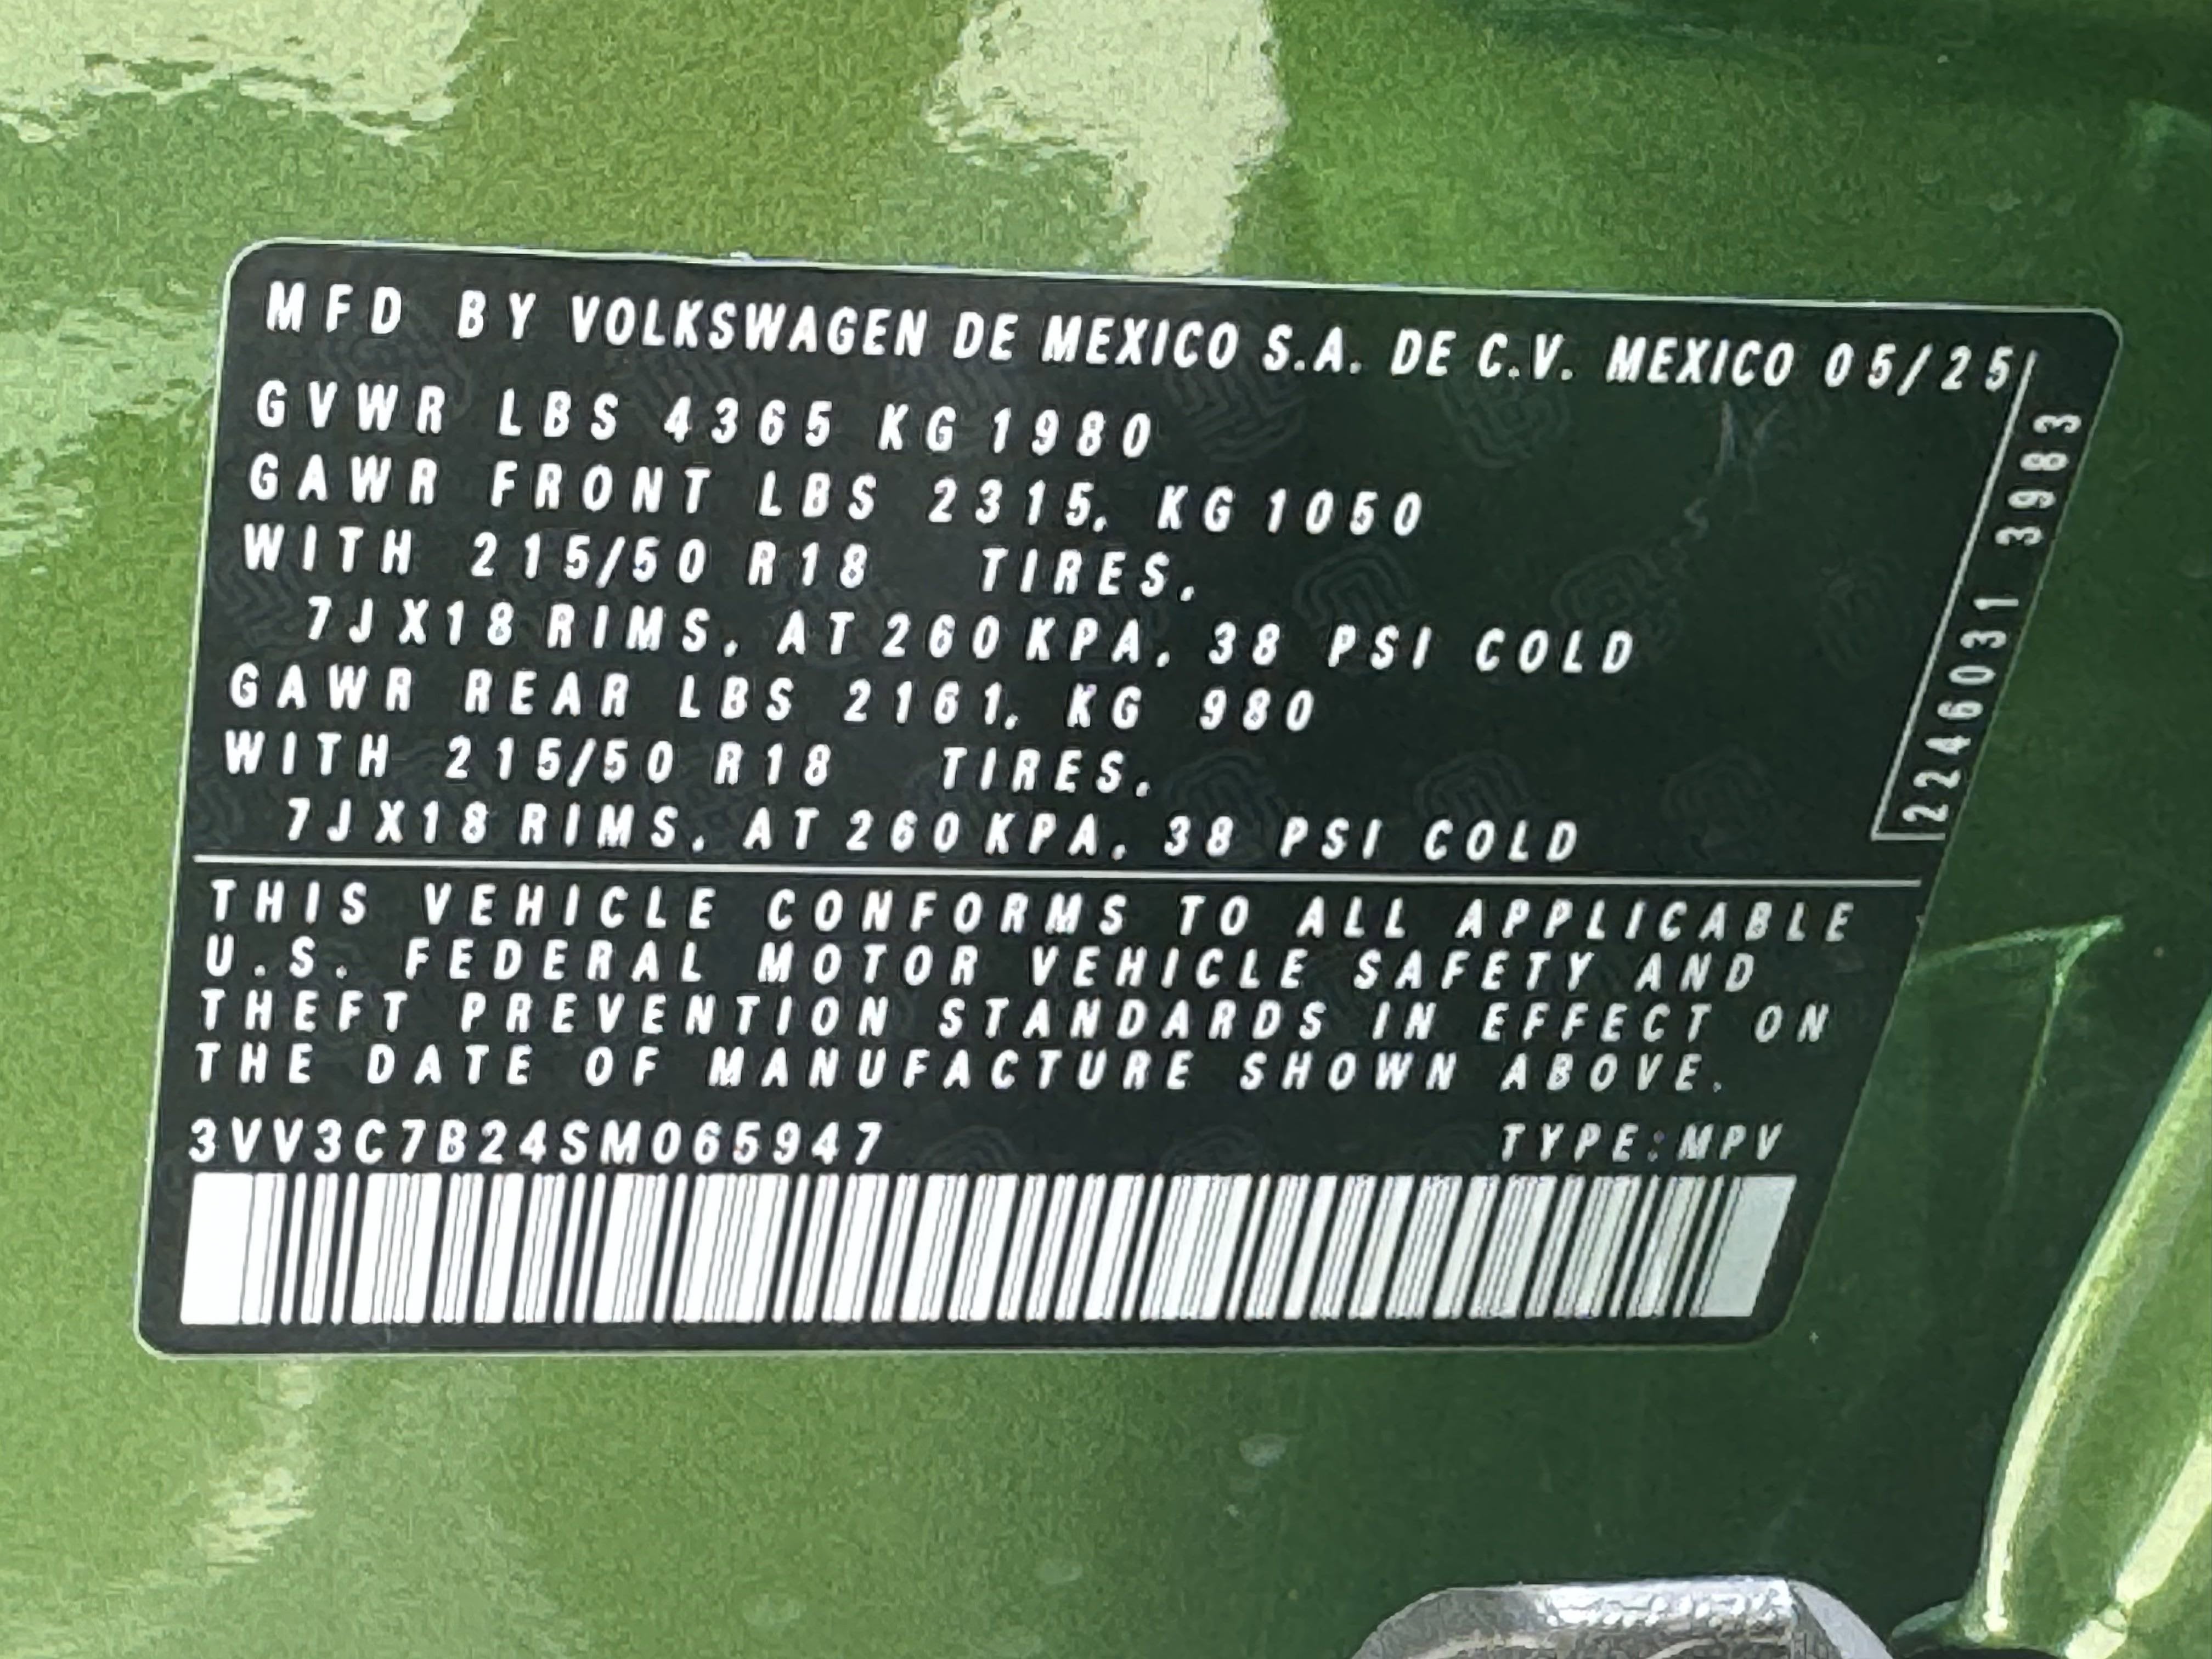 MFD BY VOLKSWAGEN DE MEXICO S.A. DE C.V. MEXICO 05/25
GVWR LBS 4365 KG 1980
GAWR FRONT LBS 2315, KG 1050
WITH 215/50 R18 TIRES,
7JX18 RIMS, AT 260 KPA, 38 PSI COLD
GAWR REAR LBS 2161, KG 980
WITH 215/50 R18 TIRES,
7JX18 RIMS, AT 260 KPA, 38 PSI COLD
2246031 3983
THIS VEHICLE CONFORMS TO ALL APPLICABLE
U.S. FEDERAL MOTOR VEHICLE SAFETY AND
THEFT PREVENTION STANDARDS IN EFFECT ON
THE DATE OF MANUFACTURE SHOWN ABOVE.
3VV3C7B24SM065947 TYPE:MPV